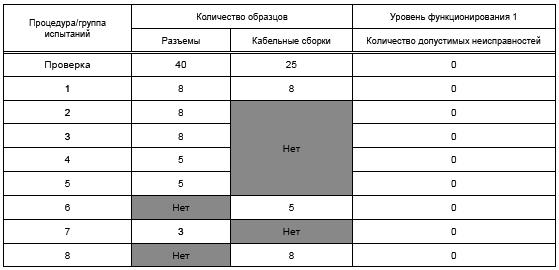 Процедура/группа испытаний | Количество образцов | Уровень функционирования 1
Разъемы | Кабельные сборки | Количество допустимых неисправностей
Проверка | 40 | 25 | 0
1 | 8 | 8 | 0
2 | 8 | Нет | 0
3 | 8 | 0
4 | 5 | 0
5 | 5 | 0
6 | Нет | 5 | 0
7 | 3 | Нет | 0
8 | Нет | 8 | 0